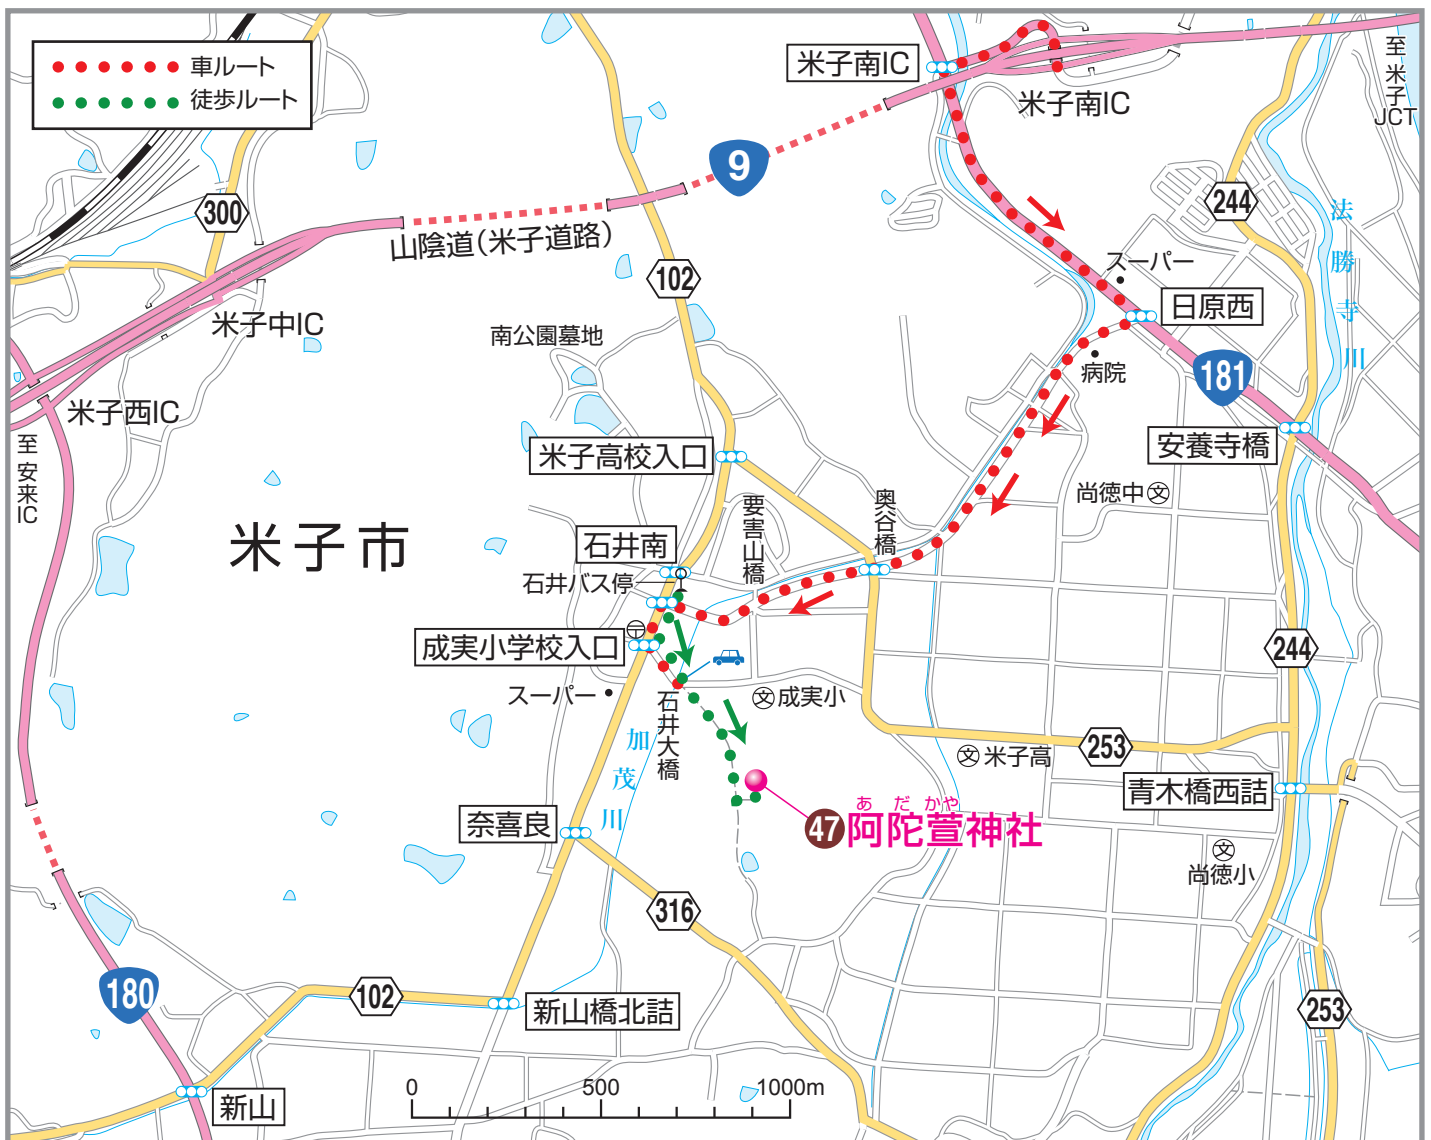 車ルート
徒歩ルート
米子南IC
米子南IC
至 米子JCT
9
300
山陰道(米子道路)
102
244
法勝寺川
スーパー
日原西
米子中IC
南公園墓地
病院
181
米子西IC
至 安来IC
米子高校入口
安養寺橋
尚徳中
文
米子市
要害山橋
奥谷橋
石井南
石井バス停
〒
成実小学校入口
スーパー
石井大橋
文
成実小
244
加茂川
文
米子高
253
青木橋西詰
あだかや
47
阿陀萱神社
奈喜良
文
尚徳小
316
180
102
新山橋北詰
253
新山
0
500
1000m